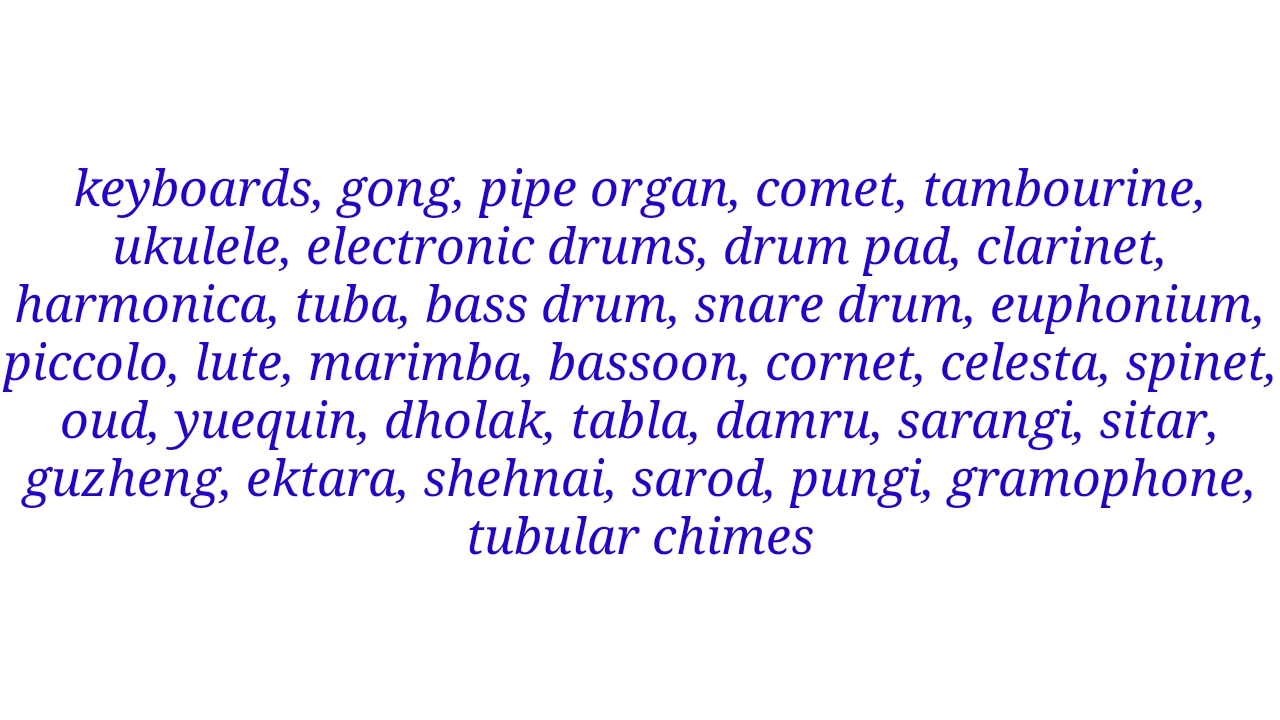 keyboards, gong, pipe organ, comet, tambourine,
ukulele, electronic drums, drum pad, clarinet,
harmonica, tuba, bass drum, snare drum, euphonium,
piccolo, lute, marimba, bassoon, cornet, celesta, spinet,
oud, yuequin, dholak, tabla, damru, sarangi, sitar,
guzheng, ektara, shehnai, sarod, pungi, gramophone,
tubular chimes